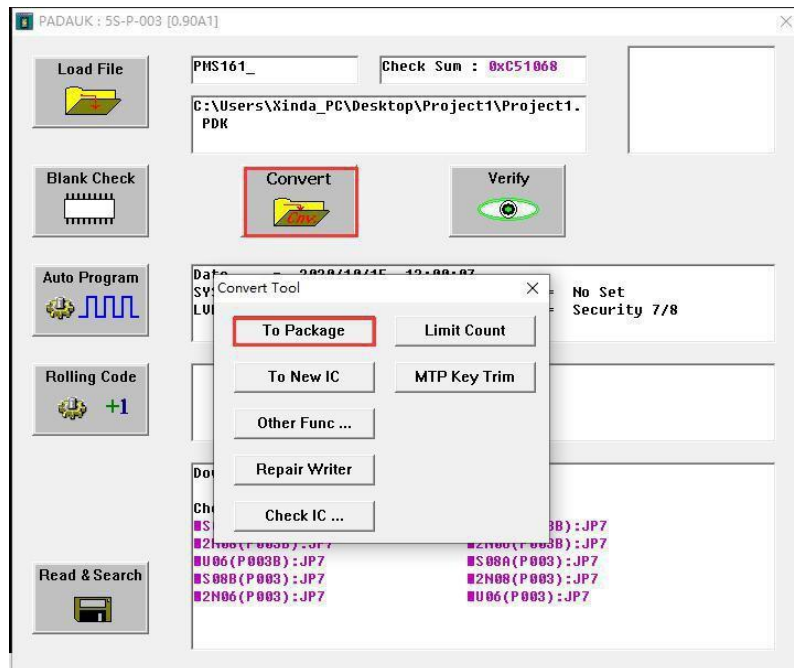 PADAUK : 5S-P-003 [0.90A1]
Load File
PMS161_
Check Sum : 0xC51068
C:\Users\Xinda_PC\Desktop\Project1\Project1.
PDK
Blank Check
Convert
Cnv.
Verify
Auto Program
No Set
= Security 7/8
Convert Tool
To Package
Limit Count
To New IC
MTP Key Trim
Other Func ...
Repair Writer
Check IC ...
Rolling Code
+1
:JP7
U06(P003B):JP7
S08A(P003):JP7
S08B(P003):JP7
2N08(P003):JP7
2N06(P003):JP7
U06(P003):JP7
Read & Search